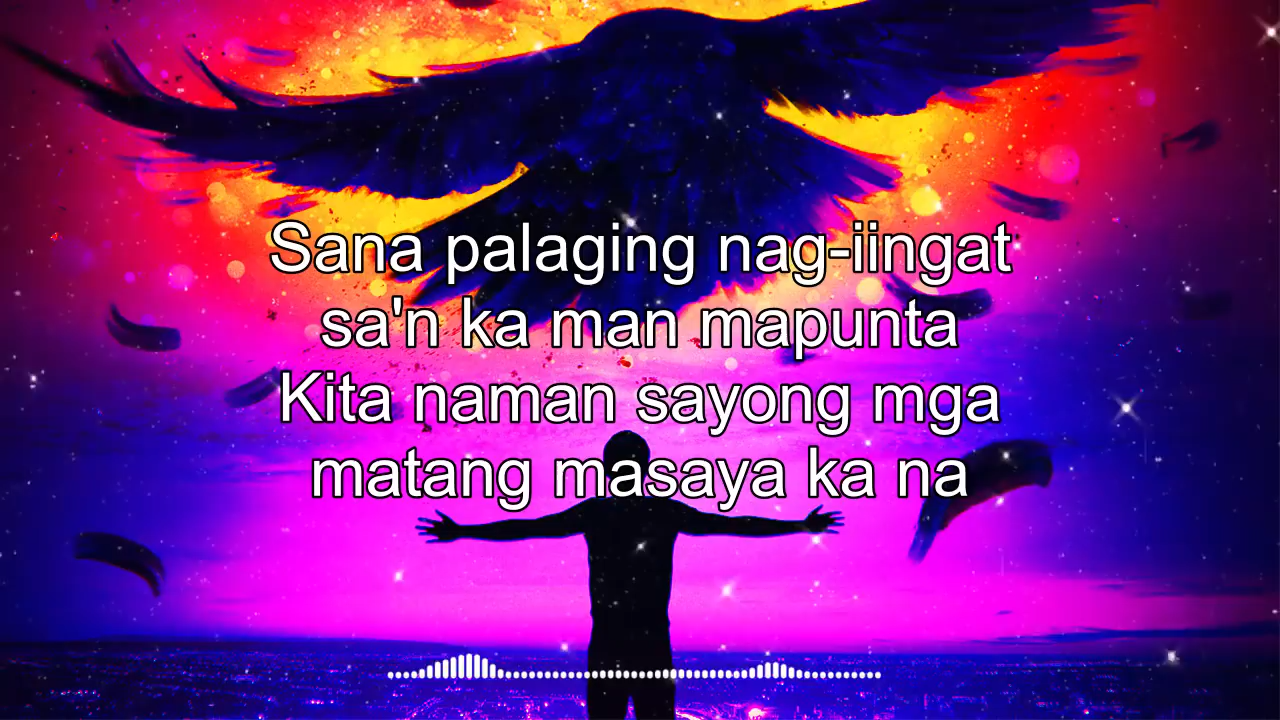 Sana palaging nag-iingat
sa'n ka man mapunta
Kita naman sayong mga
matang masaya ka na